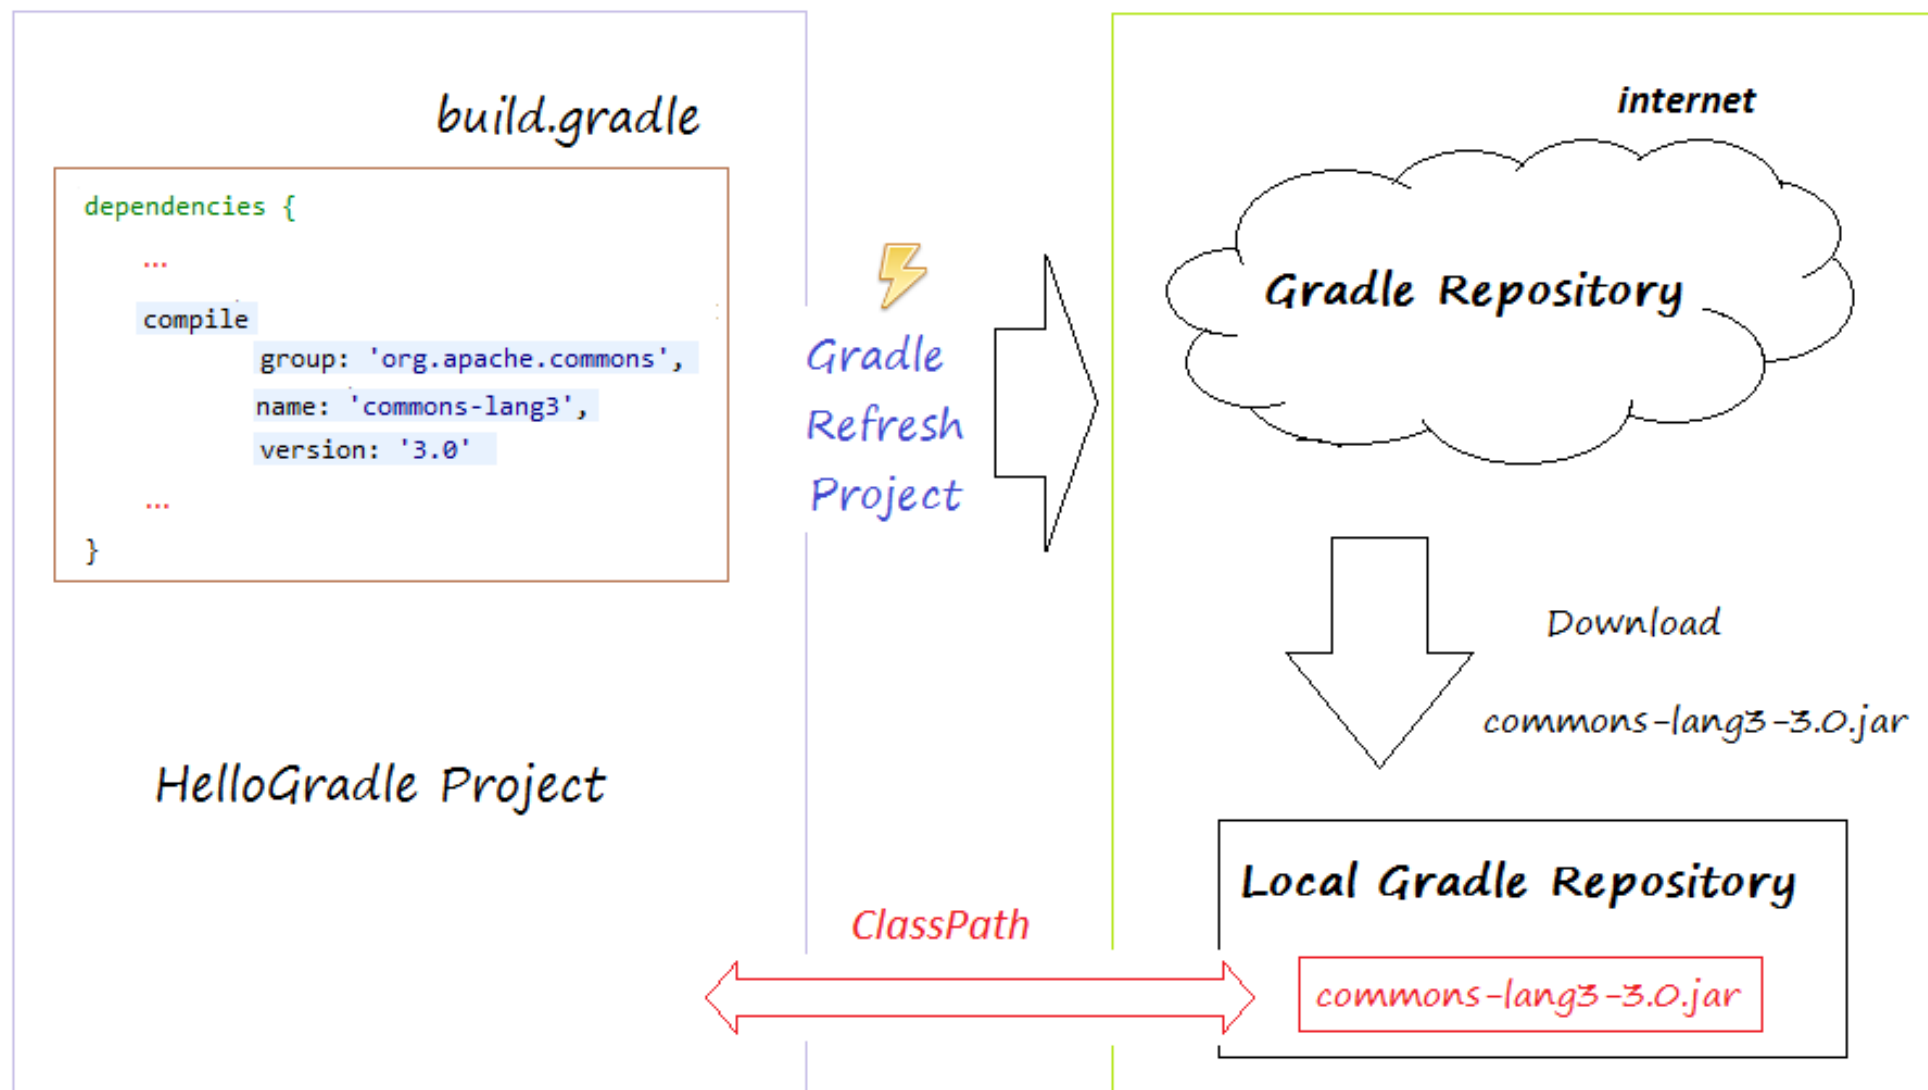 build.gradle
dependencies {
...
compile
group: 'org.apache.commons',
name: 'commons-lang3',
version: '3.0'
...
}
HelloGradle Project
Gradle
Refresh
Project
internet
Gradle Repository
Download
commons-lang3-3.0.jar
Local Gradle Repository
commons-lang3-3.0.jar
ClassPath